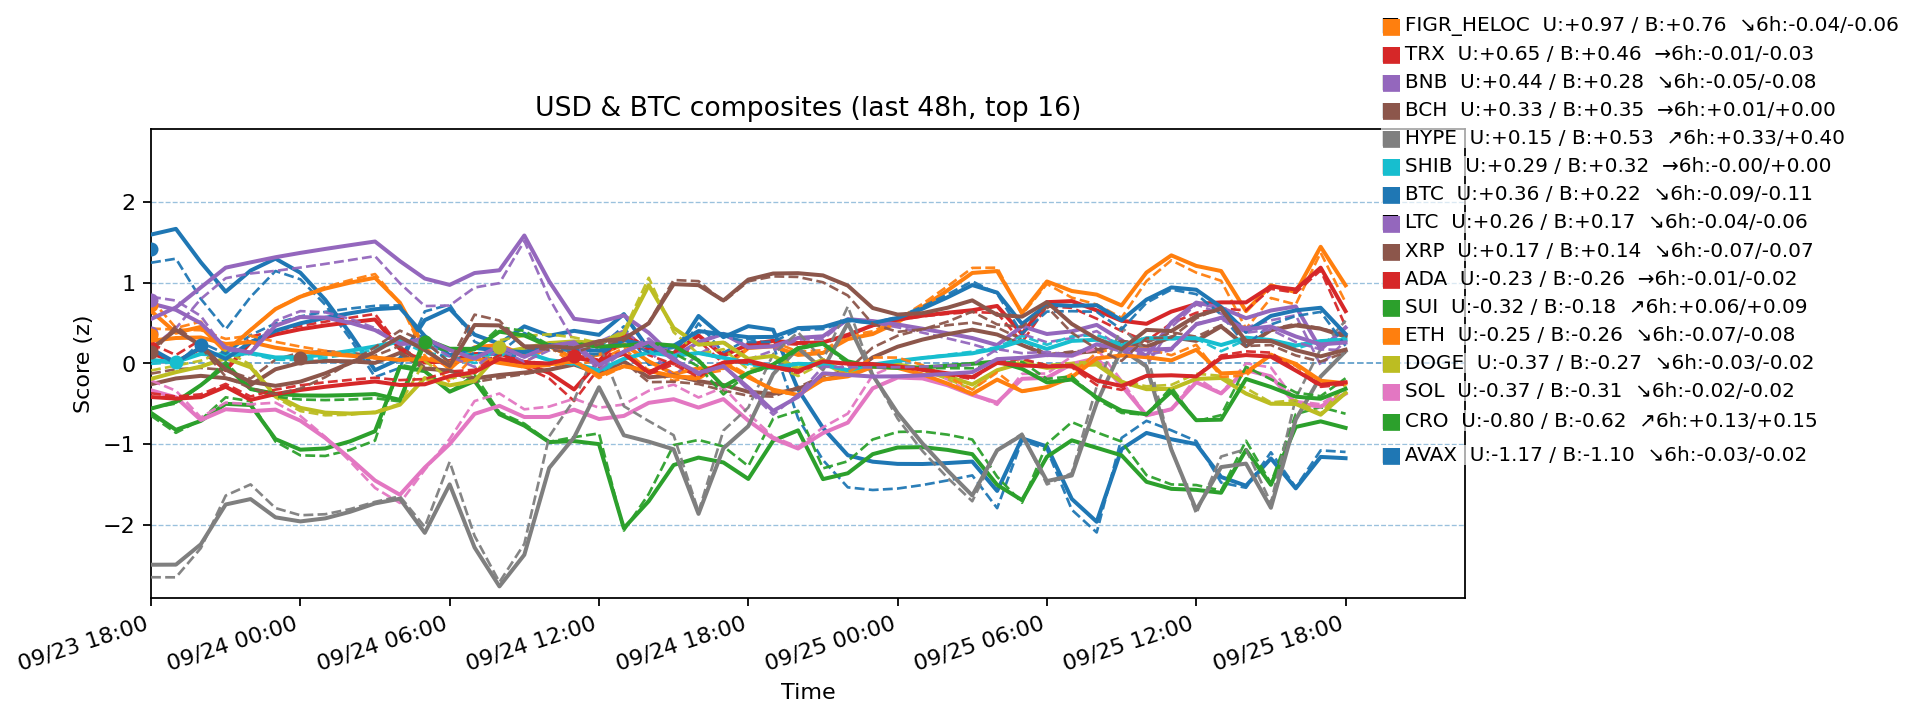 FIGR_HELOC U:+0.97 / B:+0.76 ↘6h:-0.04/-0.06
TRX U:+0.65 / B:+0.46 →6h:-0.01/-0.03
BNB U:+0.44 / B:+0.28 ↘6h:-0.05/-0.08
BCH U:+0.33 / B:+0.35 →6h:+0.01/+0.00
HYPE U:+0.15 / B:+0.53 ↗6h:+0.33/+0.40
SHIB U:+0.29 / B:+0.32 →6h:-0.00/+0.00
BTC U:+0.36 / B:+0.22 ↘6h:-0.09/-0.11
LTC U:+0.26 / B:+0.17 ↘6h:-0.04/-0.06
XRP U:+0.17 / B:+0.14 ↘6h:-0.07/-0.07
ADA U:-0.23 / B:-0.26 →6h:-0.01/-0.02
SUI U:-0.32 / B:-0.18 ↗6h:+0.06/+0.09
ETH U:-0.25 / B:-0.26 ↘6h:-0.07/-0.08
DOGE U:-0.37 / B:-0.27 ↘6h:-0.03/-0.02
SOL U:-0.37 / B:-0.31 ↘6h:-0.02/-0.02
CRO U:-0.80 / B:-0.62 ↗6h:+0.13/+0.15
AVAX U:-1.17 / B:-1.10 ↘6h:-0.03/-0.02
USD & BTC composites (last 48h, top 16)
Score (z)
2
1
0
−1
−2
09/23 18:00
09/24 00:00
09/24 06:00
09/24 12:00
09/24 18:00
09/25 00:00
09/25 06:00
09/25 12:00
09/25 18:00
Time